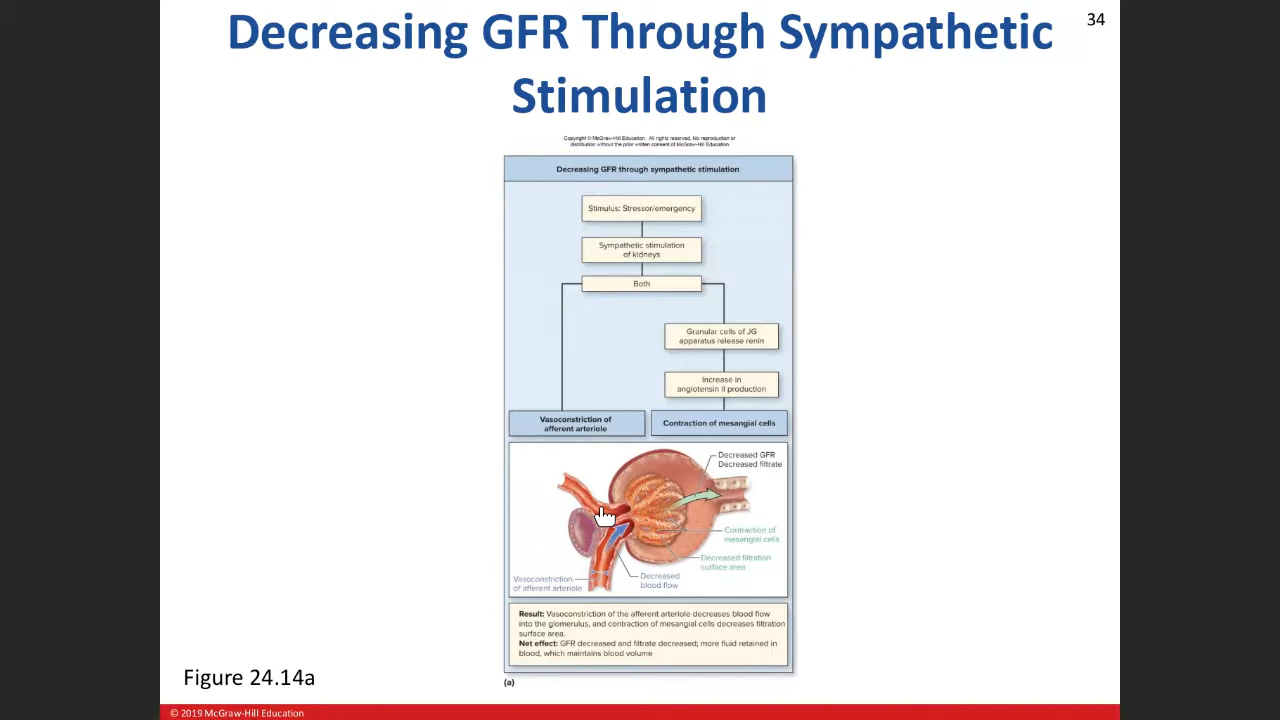 Decreasing GFR Through Sympathetic
Stimulation
34
Copyright © McGraw-Hill Education. All rights reserved. No reproduction or
distribution without the prior written consent of McGraw-Hill Education.
Decreasing GFR through sympathetic stimulation
Stimulus: Stressor/emergency
Sympathetic stimulation
of kidneys
Both
Granular cells of JG
apparatus release renin
Increase in
angiotensin II production
Vasoconstriction of
afferent arteriole
Contraction of mesangial cells
Decreased GFR
Decreased filtrate
Contraction of
mesangial cells
Decreased filtration
surface area
Decreased
blood flow
Vasoconstriction
of afferent arteriole
Result: Vasoconstriction of the afferent arteriole decreases blood flow
into the glomerulus, and contraction of mesangial cells decreases filtration
surface area.
Net effect: GFR decreased and filtrate decreased; more fluid retained in
blood, which maintains blood volume
(a)
Figure 24.14a
© 2019 McGraw-Hill Education